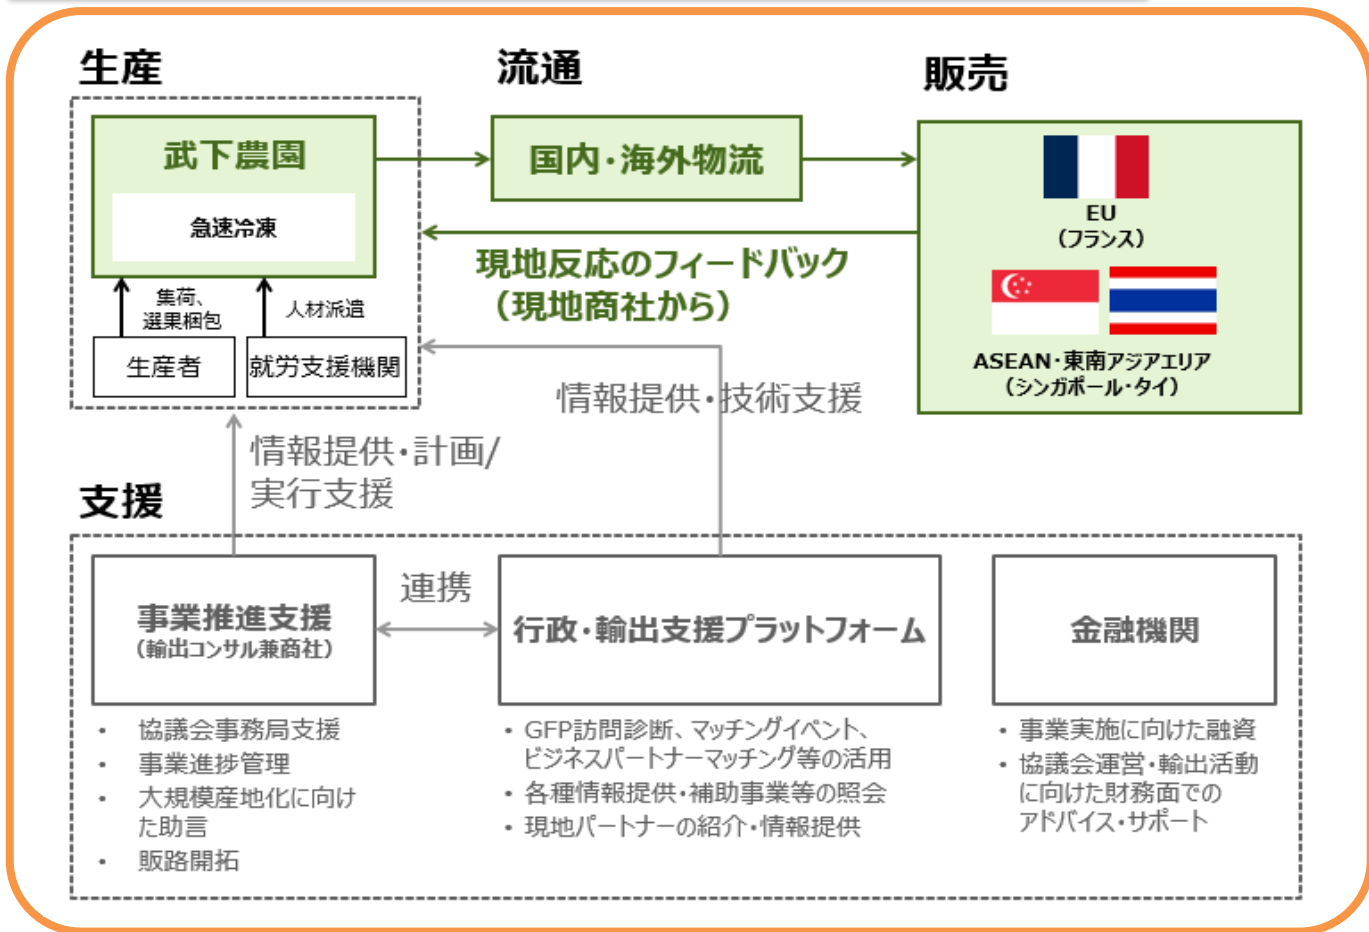 生産
武下農園
急速冷凍
集荷、
選果梱包
人材派遣
生産者
就労支援機関
流通
国内・海外物流
現地反応のフィードバック
（現地商社から）
販売
EU
（フランス）
ASEAN・東南アジアエリア
（シンガポール・タイ）
情報提供・技術支援
情報提供・計画/
実行支援
支援
事業推進支援
（輸出コンサル兼商社）
連携
行政・輸出支援プラットフォーム
金融機関
• 協議会事務局支援
• 事業進捗管理
• 大規模産地化に向け
た助言
• 販路開拓
• GFP訪問診断、マッチングイベント、
ビジネスパートナーマッチング等の活用
• 各種情報提供・補助事業等の照会
• 現地パートナーの紹介・情報提供
• 事業実施に向けた融資
• 協議会運営・輸出活動
に向けた財務面での
アドバイス・サポート